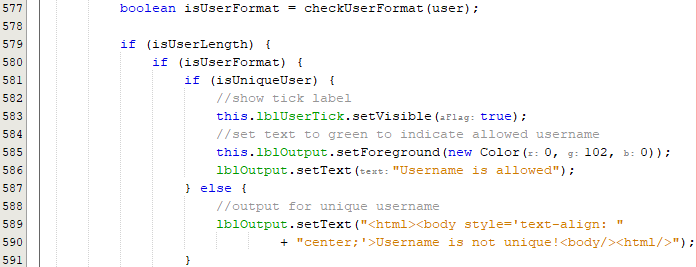 577 boolean isUserFormat = checkUserFormat(user);
578
579 if (isUserLength) {
580 if (isUserFormat) {
581 if (isUniqueUser) {
582 //show tick label
583 this.lblUserTick.setVisible(aFlag: true);
584 //set text to green to indicate allowed username
585 this.lblOutput.setForeground(new Color(r: 0, g: 102, b: 0));
586 lblOutput.setText(text: "Username is allowed");
587 } else {
588 //output for unique username
589 lblOutput.setText("<html><body style='text-align: "
590 + "center;'>Username is not unique!<body/><html/>");
591 }